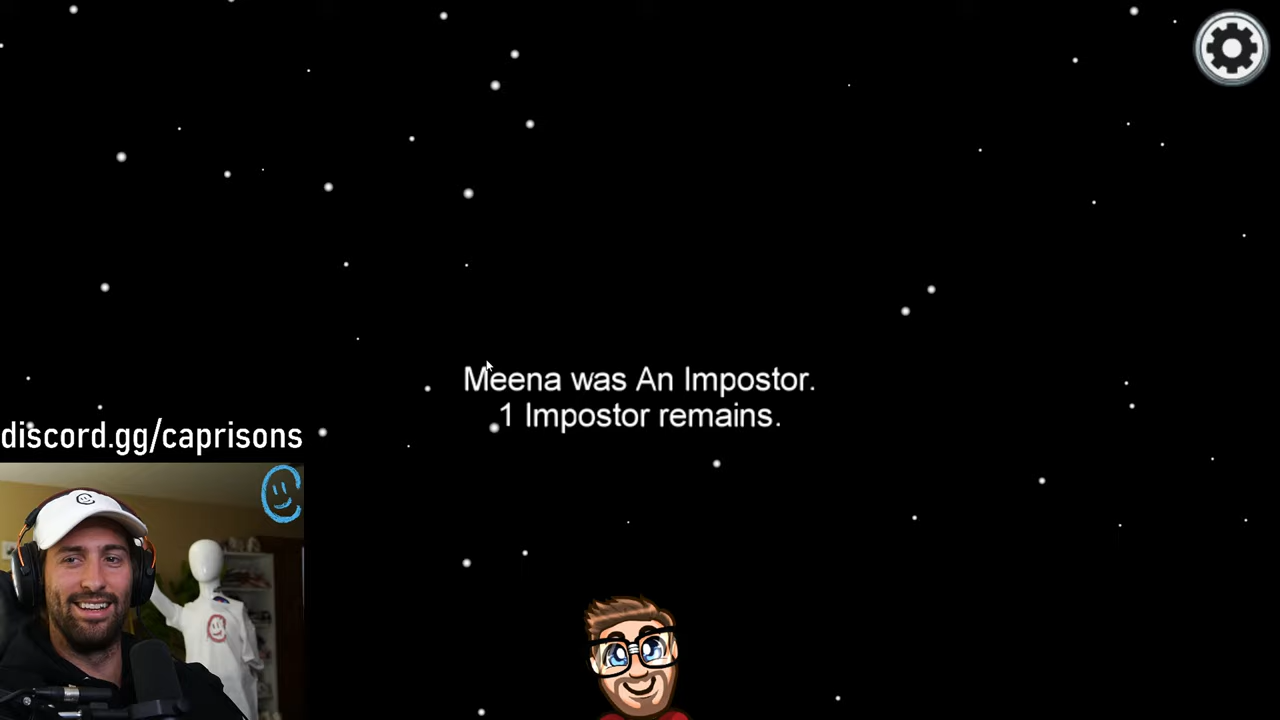 Meena was An Impostor.
1 Impostor remains.
discord.gg/caprisons